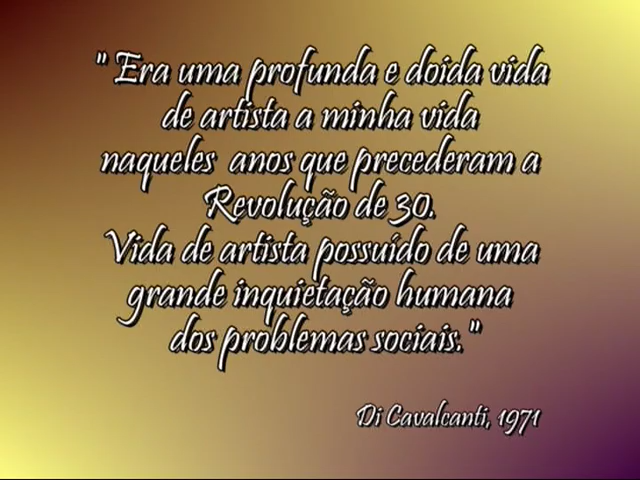 " Era uma profunda e doida vida
de artista a minha vida
naqueles anos que precederam a
Revolução de 30.
Vida de artista possuído de uma
grande inquietação humana
dos problemas sociais."
Di Cavalcanti, 1971